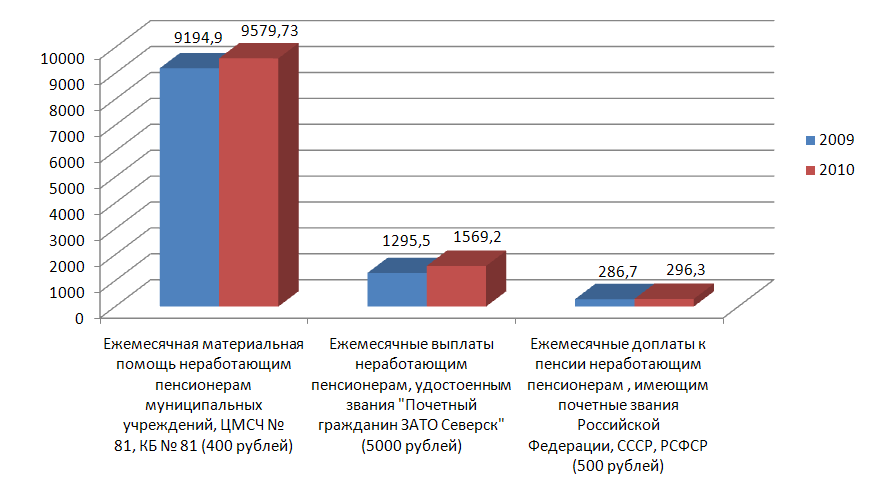 9194,9
9579,73
1295,5
1569,2
286,7
296,3
10000
9000
8000
7000
6000
5000
4000
3000
2000
1000
0
2009
2010
Ежемесячная материальная
помощь неработающим
пенсионерам
муниципальных
учреждений, ЦМСЧ №
81, КБ № 81 (400 рублей)
Ежемесячные выплаты
неработающим
пенсионерам, удостоенным
звания "Почетный
гражданин ЗАТО Северск"
(5000 рублей)
Ежемесячные доплаты к
пенсии неработающим
пенсионерам , имеющим
почетные звания
Российской
Федерации, СССР, РСФСР
(500 рублей)